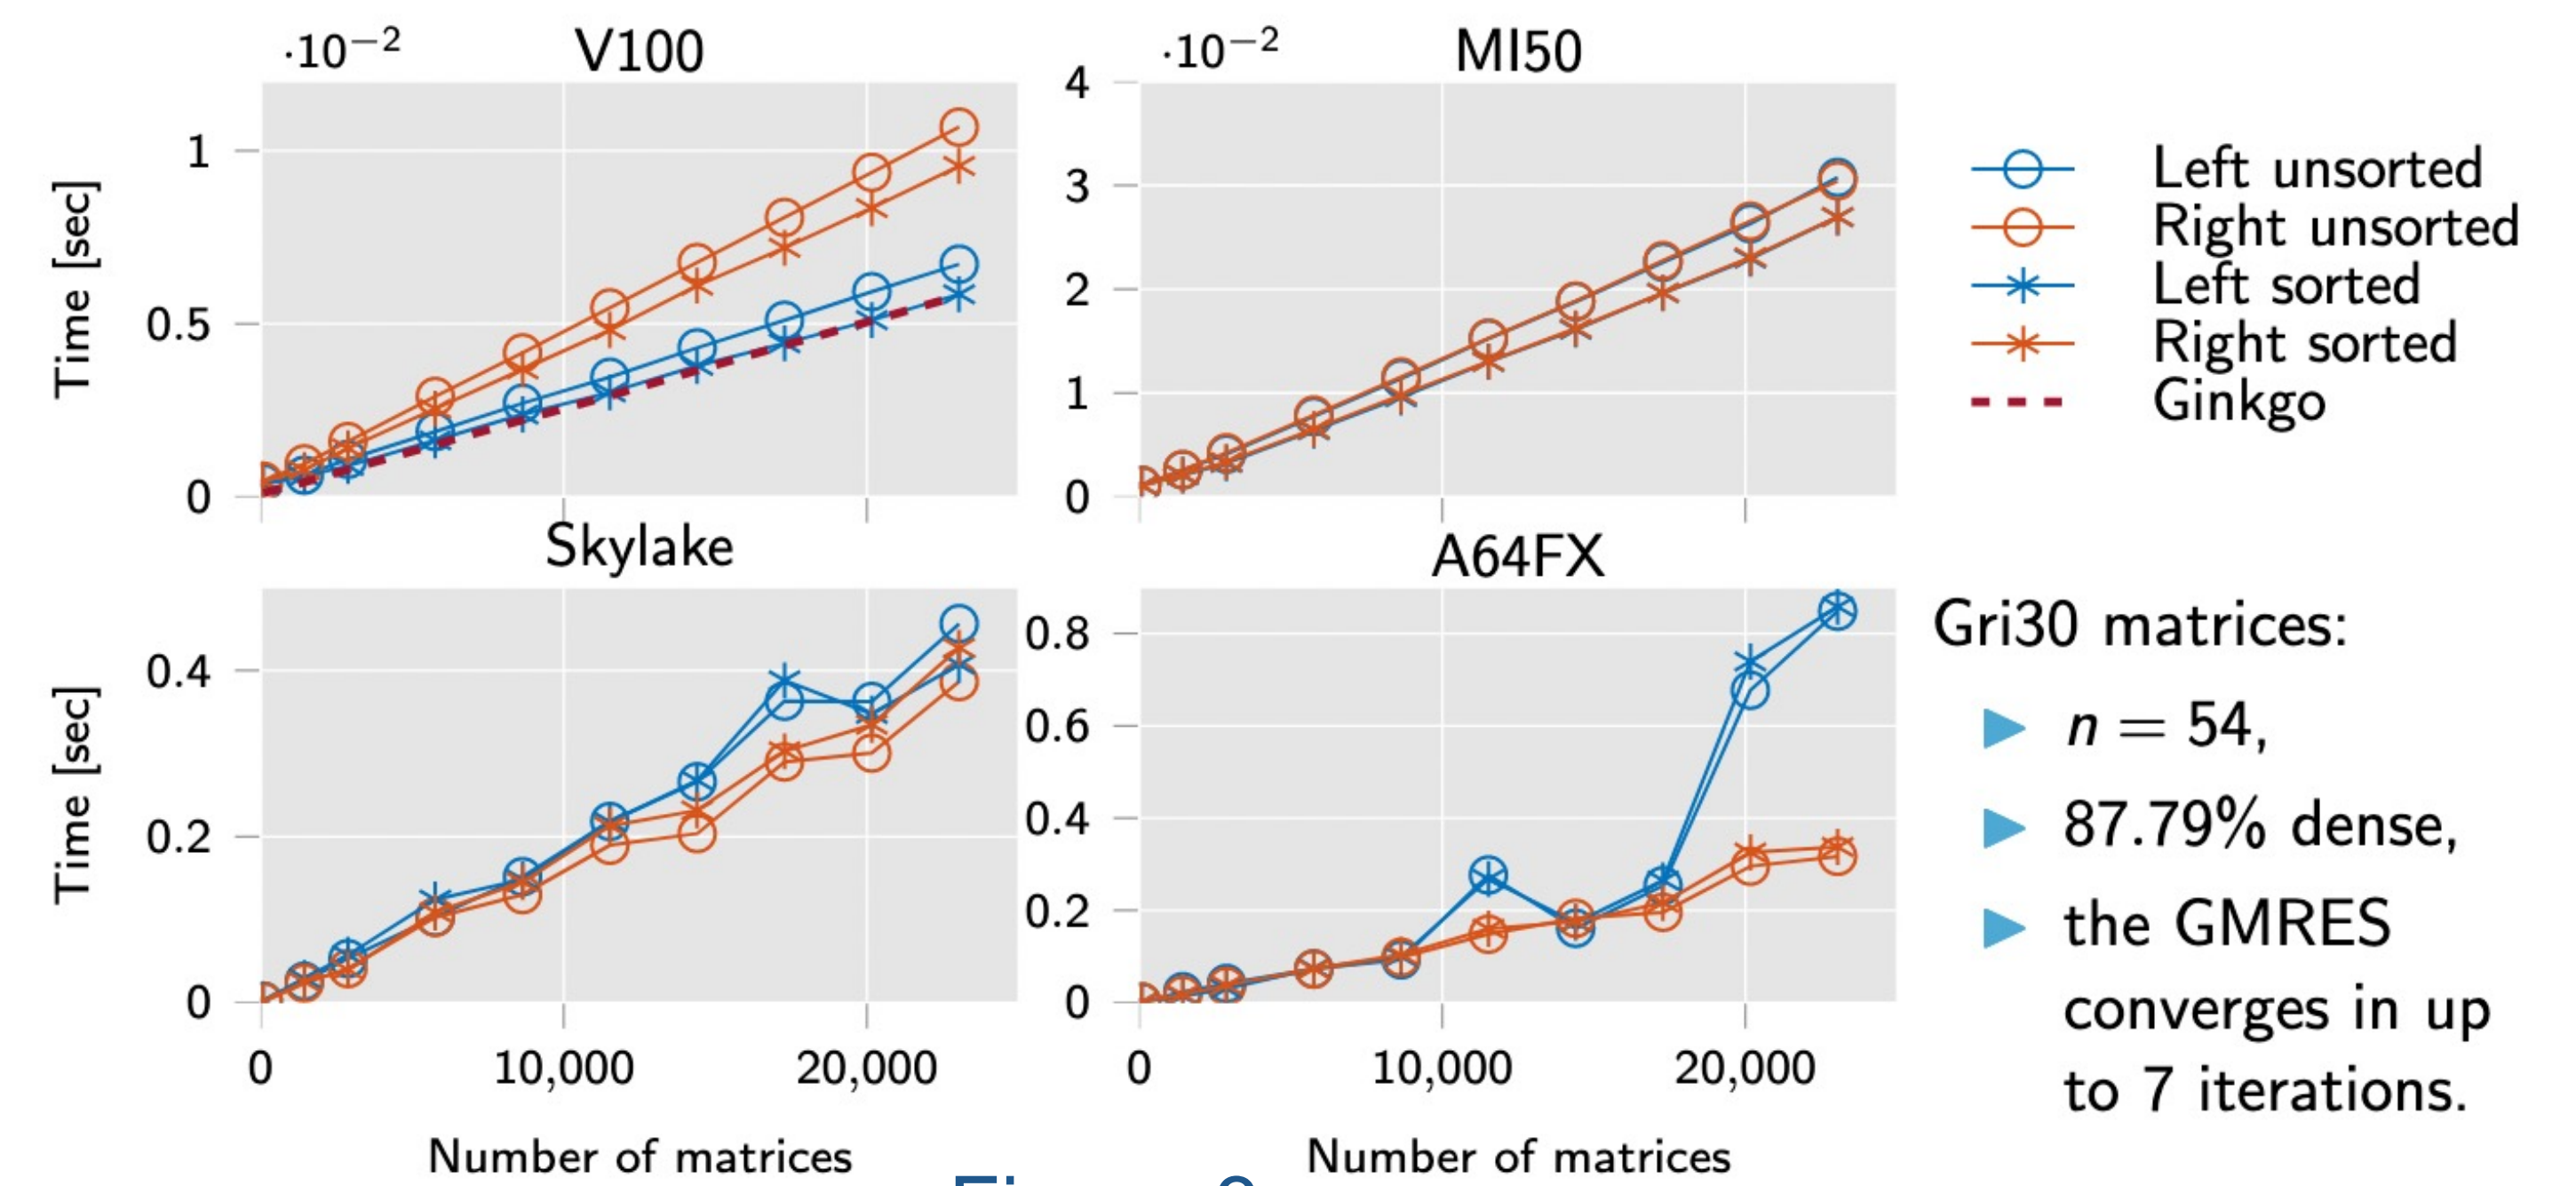 ·10⁻² V100
1
0.5
0
Time [sec]
·10⁻² MI50
4
3
2
1
0
Left unsorted
Right unsorted
Left sorted
Right sorted
Ginkgo
Skylake
0.4
0.2
0
Time [sec]
0 10,000 20,000
Number of matrices
A64FX
0.8
0.6
0.4
0.2
0
0 10,000 20,000
Number of matrices
Gri30 matrices:
▶ n = 54,
▶ 87.79% dense,
▶ the GMRES
converges in up
to 7 iterations.